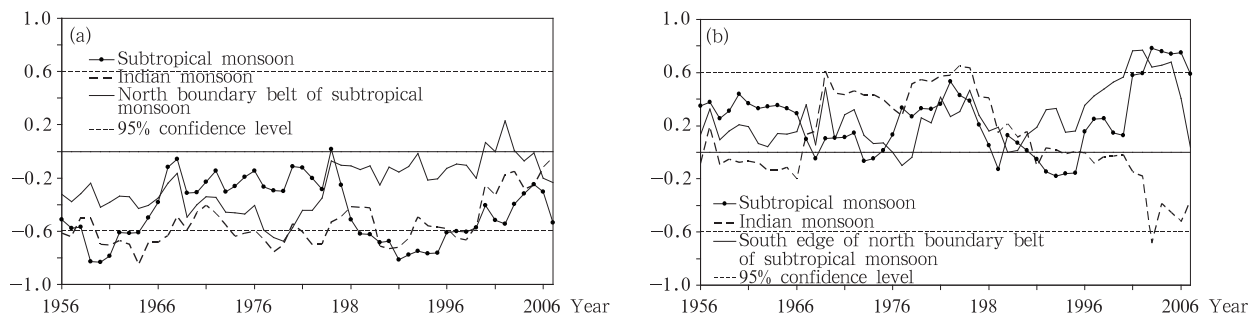 (a)
1.0
0.6
0.2
−0.2
−0.6
−1.0
Subtropical monsoon
Indian monsoon
North boundary belt of subtropical
monsoon
95% confidence level
1956 1966 1976 198 1996 2006 Year
(b)
1.0
0.6
0.2
−0.2
−0.6
−1.0
Subtropical monsoon
Indian monsoon
South edge of north boundary belt
of subtropical monsoon
95% confidence level
1956 1966 1976 198 1996 2006 Year